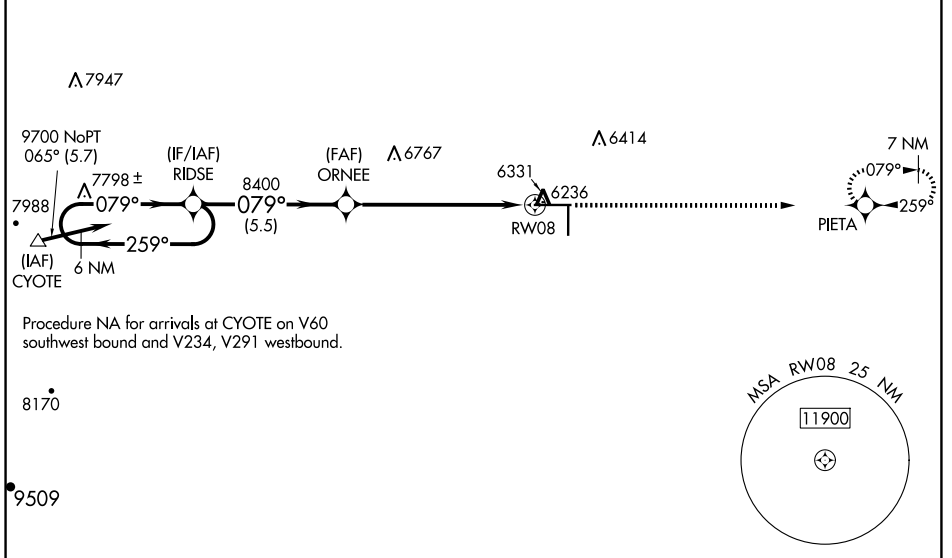 7947
9700 NoPT
065° (5.7)
7798 ±
7988
079°
259°
6 NM
(IAF)
CYOTE
(IF/IAF)
RIDSE
8400
079°
(5.5)
(FAF)
ORNEE
6767
6414
6331
6236
RW08
7 NM
079°
259°
PIETA
Procedure NA for arrivals at CYOTE on V60
southwest bound and V234, V291 westbound.
8170
9509
MSA RW08 25 NM
11900